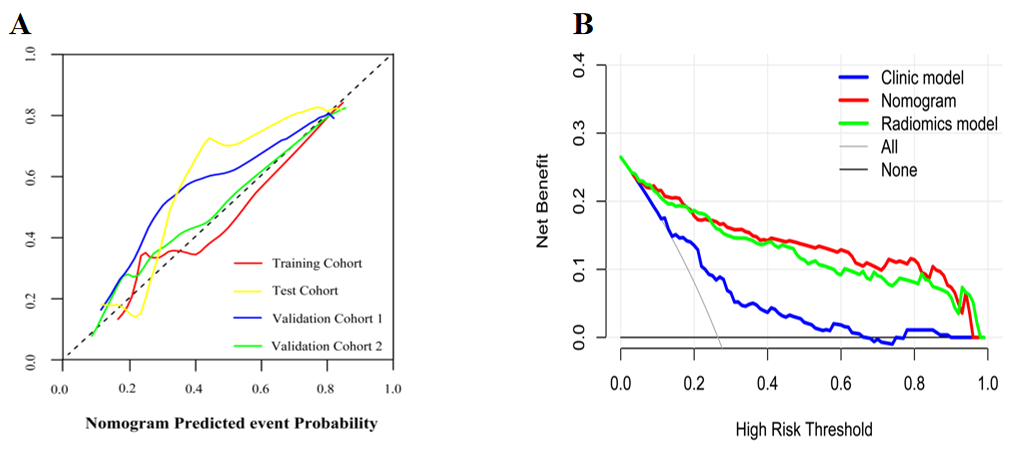 A
1.0
0.8
0.6
0.4
0.2
0.0
Training Cohort
Test Cohort
Validation Cohort 1
Validation Cohort 2
0.0 0.2 0.4 0.6 0.8 1.0
Nomogram Predicted event Probability
B
Net Benefit
0.4
0.3
0.2
0.1
0.0
Clinic model
Nomogram
Radiomics model
All
None
0.0 0.2 0.4 0.6 0.8 1.0
High Risk Threshold